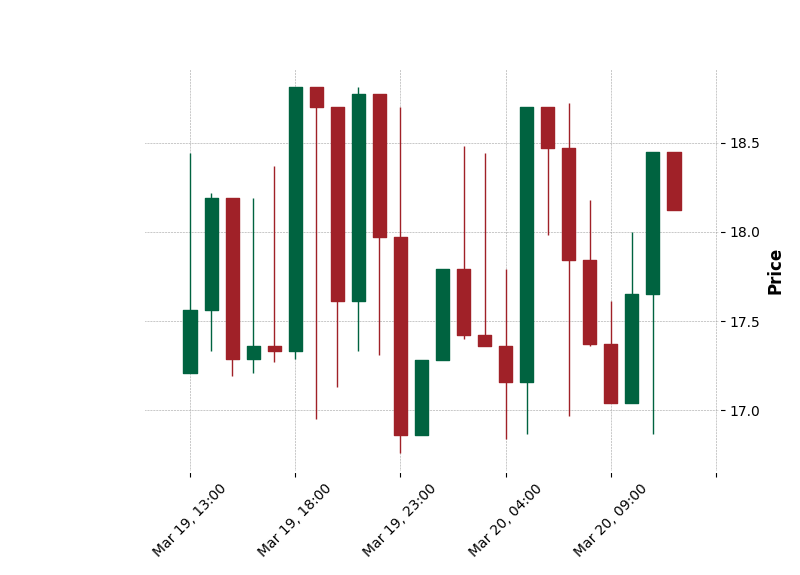 18.5
18.0
17.5
17.0
Price
Mar 19, 13:00
Mar 19, 18:00
Mar 19, 23:00
Mar 20, 04:00
Mar 20, 09:00